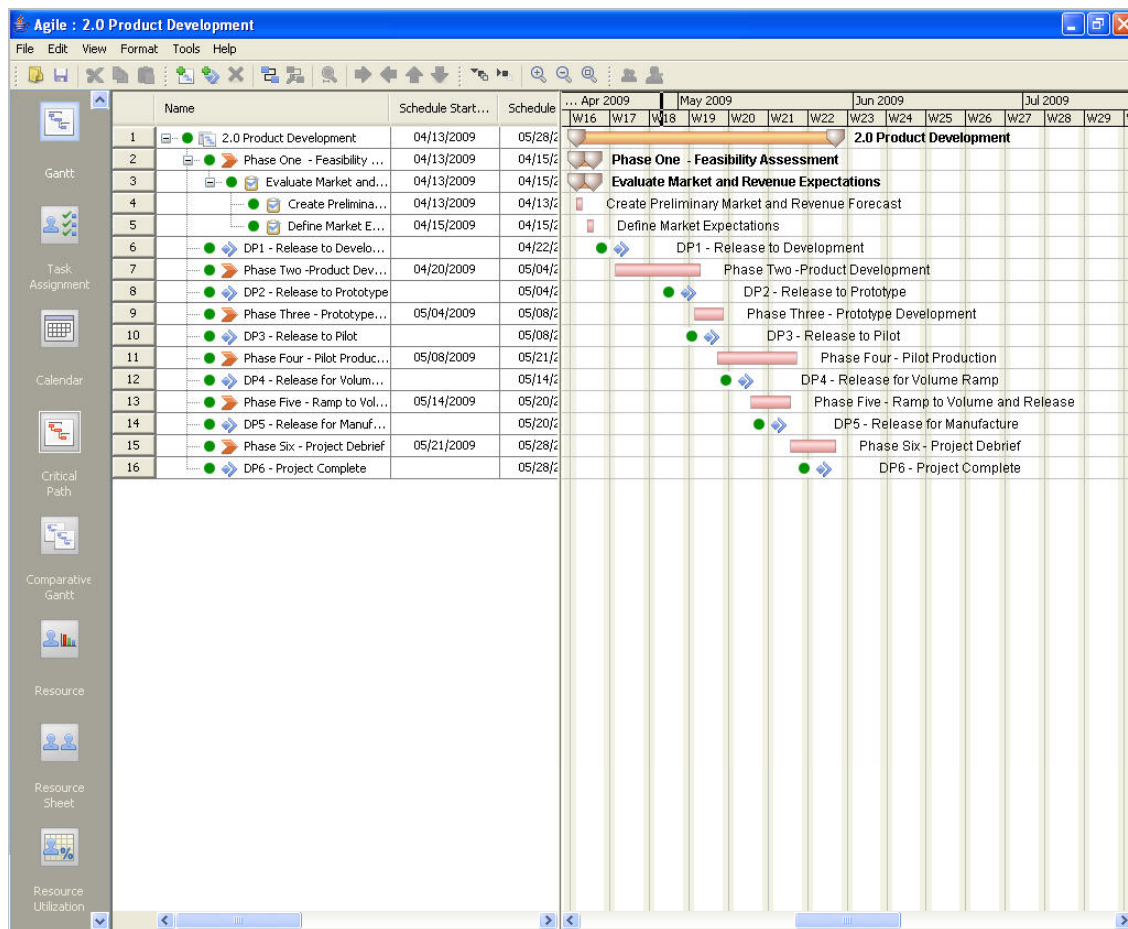 Agile : 2.0 Product Development
File Edit View Format Tools Help
Name Schedule Start... Schedule
... Apr 2009 May 2009 Jun 2009 Jul 2009
W16 W17 W18 W19 W20 W21 W22 W23 W24 W25 W26 W27 W28 W29
1 2.0 Product Development 04/13/2009 05/28/2 2.0 Product Development
2 Phase One - Feasibility ... 04/13/2009 04/15/2 Phase One - Feasibility Assessment
3 Evaluate Market and... 04/13/2009 04/15/2 Evaluate Market and Revenue Expectations
4 Create Prelimina... 04/13/2009 04/13/2 Create Preliminary Market and Revenue Forecast
5 Define Market E... 04/15/2009 04/15/2 Define Market Expectations
6 DP1 - Release to Develo... 04/22/2 DP1 - Release to Development
7 Phase Two -Product Dev... 04/20/2009 05/04/2 Phase Two -Product Development
8 DP2 - Release to Prototype 05/04/2 DP2 - Release to Prototype
9 Phase Three - Prototype... 05/04/2009 05/08/2 Phase Three - Prototype Development
10 DP3 - Release to Pilot 05/08/2 DP3 - Release to Pilot
11 Phase Four - Pilot Produc... 05/08/2009 05/21/2 Phase Four - Pilot Production
12 DP4 - Release for Volum... 05/14/2 DP4 - Release for Volume Ramp
13 Phase Five - Ramp to Vol... 05/14/2009 05/20/2 Phase Five - Ramp to Volume and Release
14 DP5 - Release for Manuf... 05/20/2 DP5 - Release for Manufacture
15 Phase Six - Project Debrief 05/21/2009 05/28/2 Phase Six - Project Debrief
16 DP6 - Project Complete 05/28/2 DP6 - Project Complete
Gantt
Task
Assignment
Calendar
Critical
Path
Comparative
Gantt
Resource
Resource
Sheet
Resource
Utilization